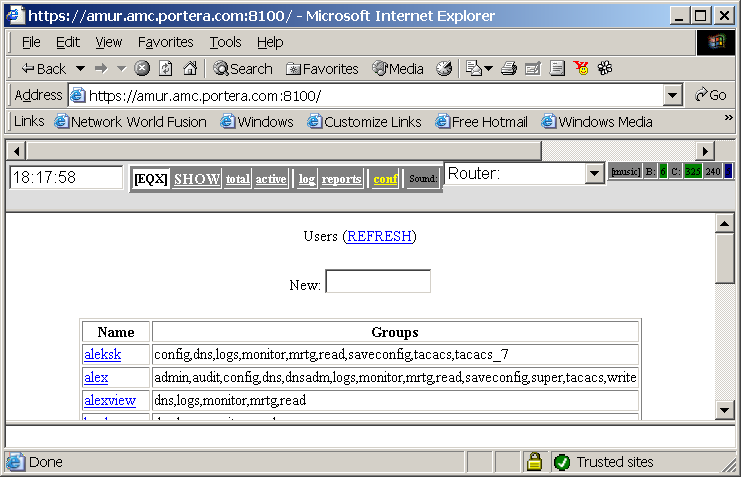 https://amur.amc.portera.com:8100/ - Microsoft Internet Explorer
File Edit View Favorites Tools Help
Back Search Favorites Media
Address https://amur.amc.portera.com:8100/ Go
Links Network World Fusion Windows Customize Links Free Hotmail Windows Media »
18:17:58 [EQX] SHOW total active log reports conf Sound: Router: [music] B: 6 C: 325 240
Users (REFRESH)
New:
Name Groups
aleksk config,dns,logs,monitor,mrtg,read,saveconfig,tacacs,tacacs_7
alex admin,audit,config,dns,dnsadm,logs,monitor,mrtg,read,saveconfig,super,tacacs,write
alexview dns,logs,monitor,mrtg,read
Done Trusted sites